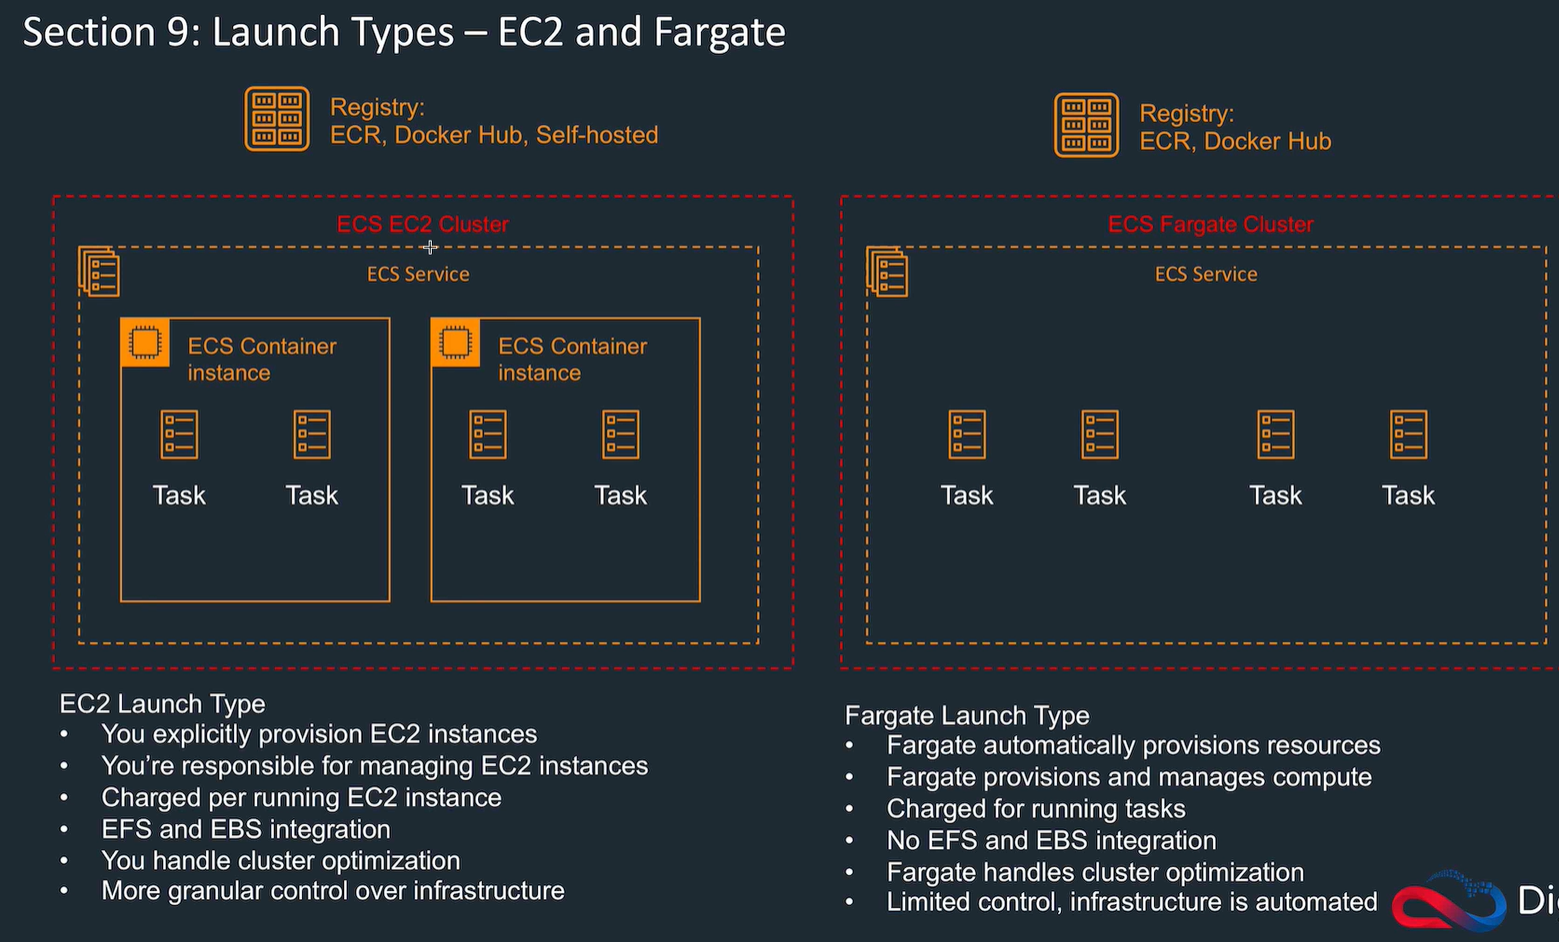 Section 9: Launch Types – EC2 and Fargate
Registry:
ECR, Docker Hub, Self-hosted
ECS EC2 Cluster
ECS Service
ECS Container
instance
ECS Container
instance
Task
Task
Task
Task
EC2 Launch Type
• You explicitly provision EC2 instances
• You’re responsible for managing EC2 instances
• Charged per running EC2 instance
• EFS and EBS integration
• You handle cluster optimization
• More granular control over infrastructure
Registry:
ECR, Docker Hub
ECS Fargate Cluster
ECS Service
Task
Task
Task
Task
Fargate Launch Type
• Fargate automatically provisions resources
• Fargate provisions and manages compute
• Charged for running tasks
• No EFS and EBS integration
• Fargate handles cluster optimization
• Limited control, infrastructure is automated